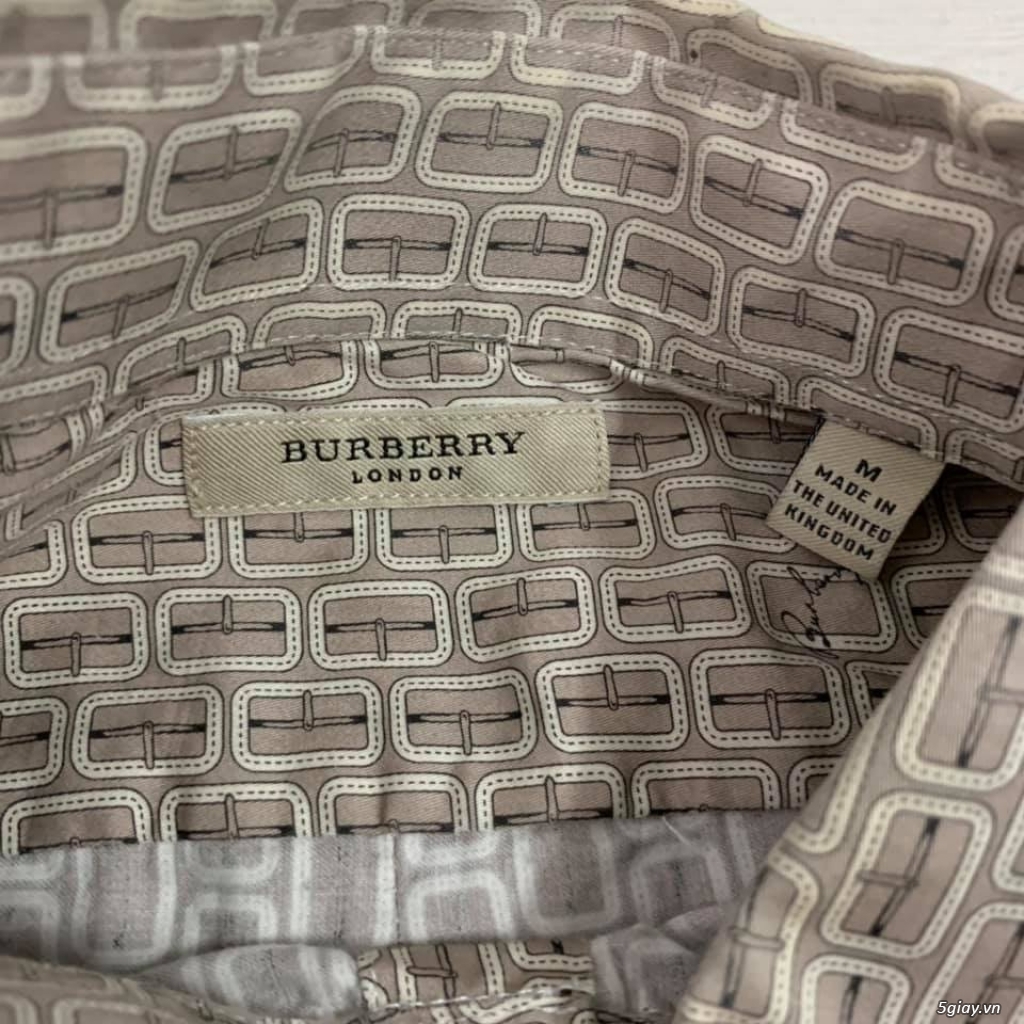 BURBERRY
LONDON
M
MADE IN
THE UNITED
KINGDOM
5giay.vn